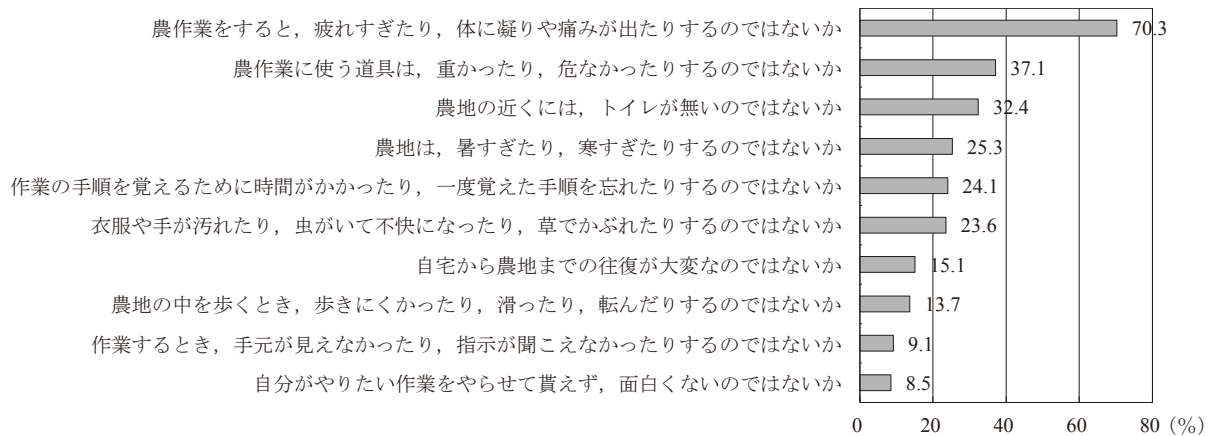 農作業をすると，疲れすぎたり，体に凝りや痛みが出たりするのではないか 70.3
農作業に使う道具は，重かったり，危なかったりするのではないか 37.1
農地の近くには，トイレが無いのではないか 32.4
農地は，暑すぎたり，寒すぎたりするのではないか 25.3
作業の手順を覚えるために時間がかかったり，一度覚えた手順を忘れたりするのではないか 24.1
衣服や手が汚れたり，虫がいて不快になったり，草でかぶれたりするのではないか 23.6
自宅から農地までの往復が大変なのではないか 15.1
農地の中を歩くとき，歩きにくかったり，滑ったり，転んだりするのではないか 13.7
作業するとき，手元が見えなかったり，指示が聞こえなかったりするのではないか 9.1
自分がやりたい作業をやらせて貰えず，面白くないのではないか 8.5
0 20 40 60 80（%）